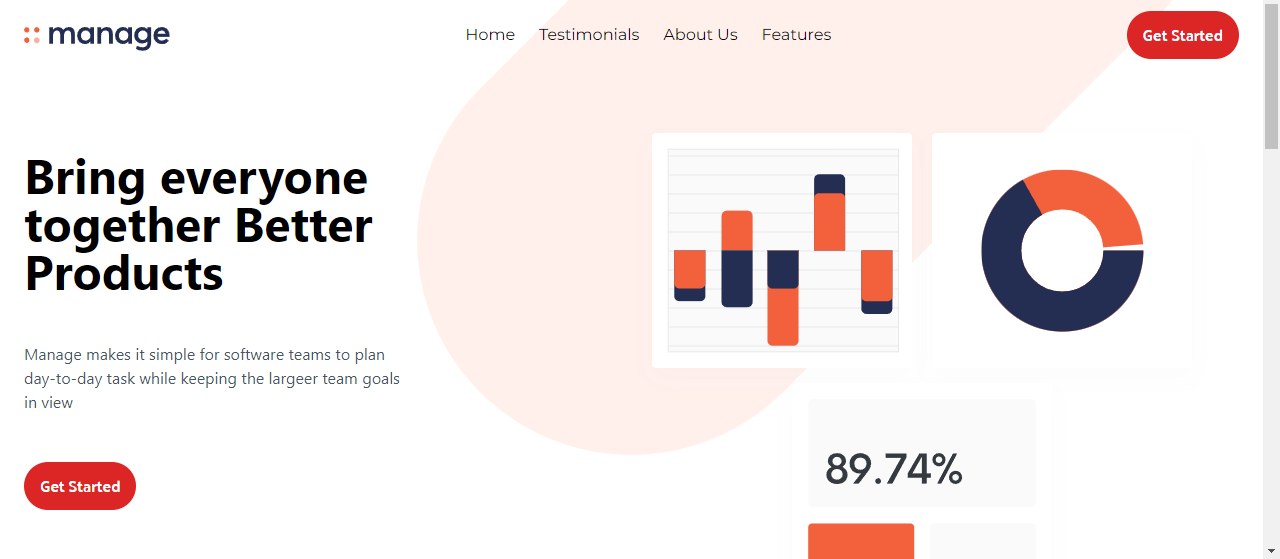 manage
Home Testimonials About Us Features
Get Started
Bring everyone
together Better
Products
Manage makes it simple for software teams to plan
day-to-day task while keeping the largeer team goals
in view
Get Started
89.74%